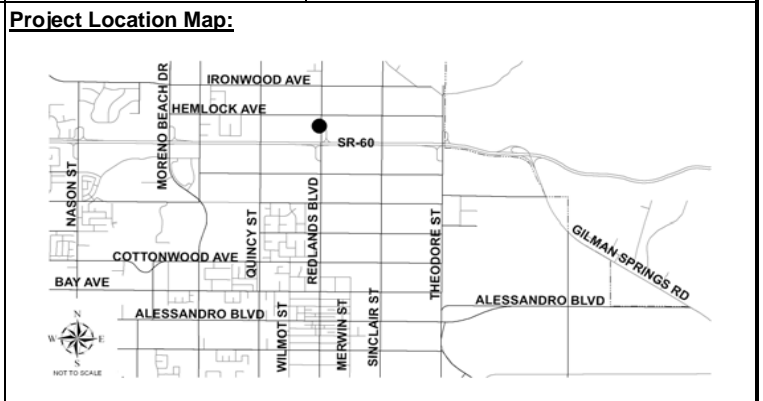 Project Location Map:
IRONWOOD AVE
MORENO BEACH DR
HEMLOCK AVE
SR-60
NASON ST
QUINCY ST
REDLANDS BLVD
THEODORE ST
GILMAN SPRINGS RD
COTTONWOOD AVE
BAY AVE
ALESSANDRO BLVD
ALESSANDRO BLVD
WILMOT ST
MERWIN ST
SINCLAIR ST
N
W
E
S
NOT TO SCALE